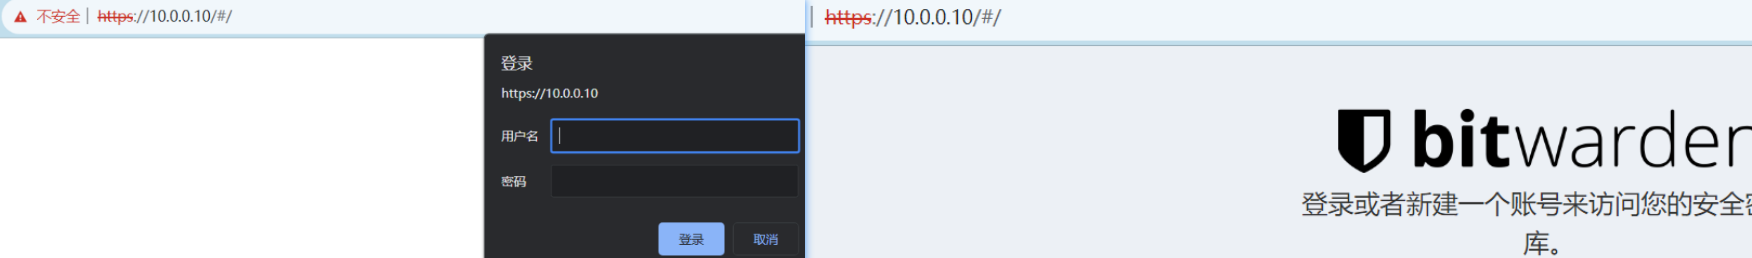 不安全 https://10.0.0.10/#/
登录
https://10.0.0.10
用户名
密码
登录 取消
https://10.0.0.10/#/
bitwarden
登录或者新建一个账号来访问您的安全密
库。